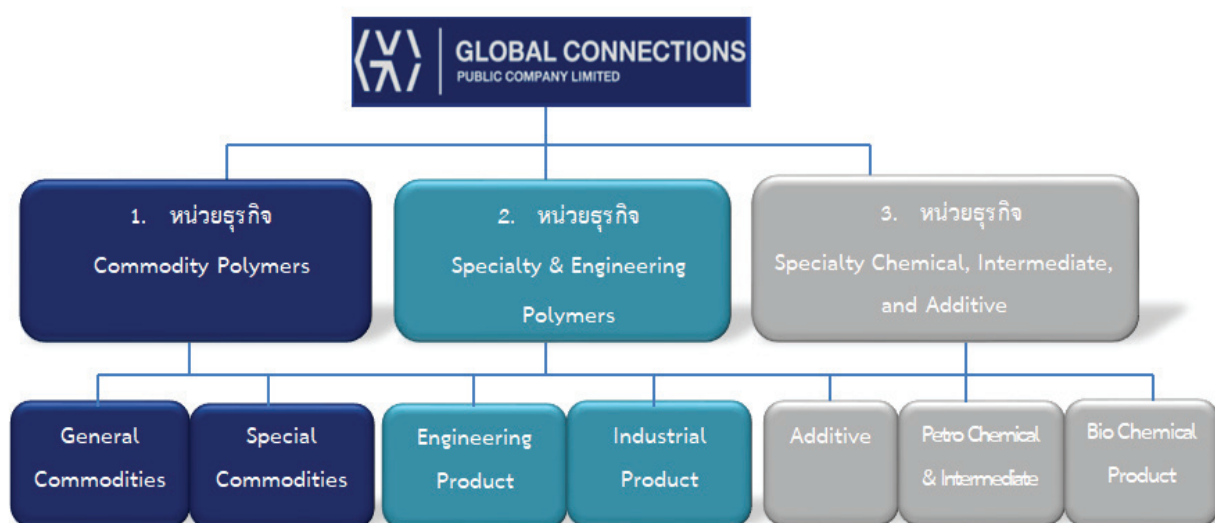 GLOBAL CONNECTIONS
PUBLIC COMPANY LIMITED
1. หน่วยธุรกิจ
Commodity Polymers
2. หน่วยธุรกิจ
Specialty & Engineering
Polymers
3. หน่วยธุรกิจ
Specialty Chemical, Intermediate,
and Additive
General
Commodities
Special
Commodities
Engineering
Product
Industrial
Product
Additive
Petro Chemical
& Intermediate
Bio Chemical
Product